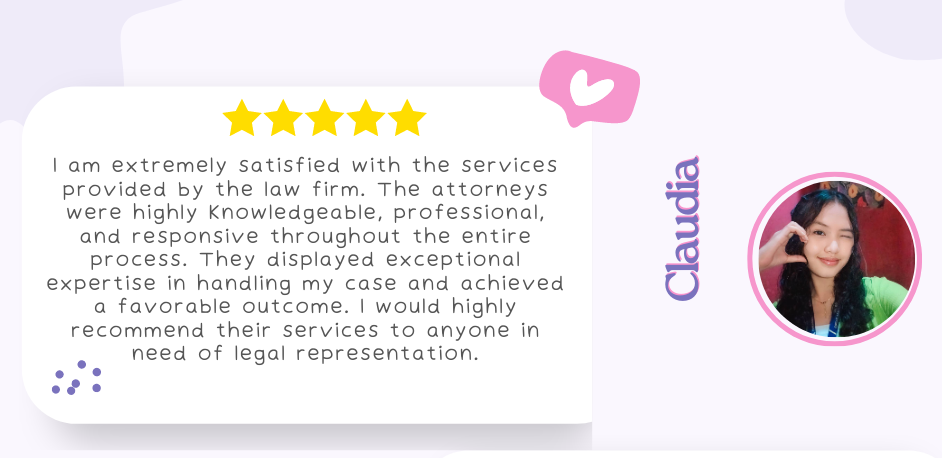 I am extremely satisfied with the services
provided by the law firm. The attorneys
were highly Knowledgeable, professional,
and responsive throughout the entire
process. They displayed exceptional
expertise in handling my case and achieved
a favorable outcome. I would highly
recommend their services to anyone in
need of legal representation.
Claudia